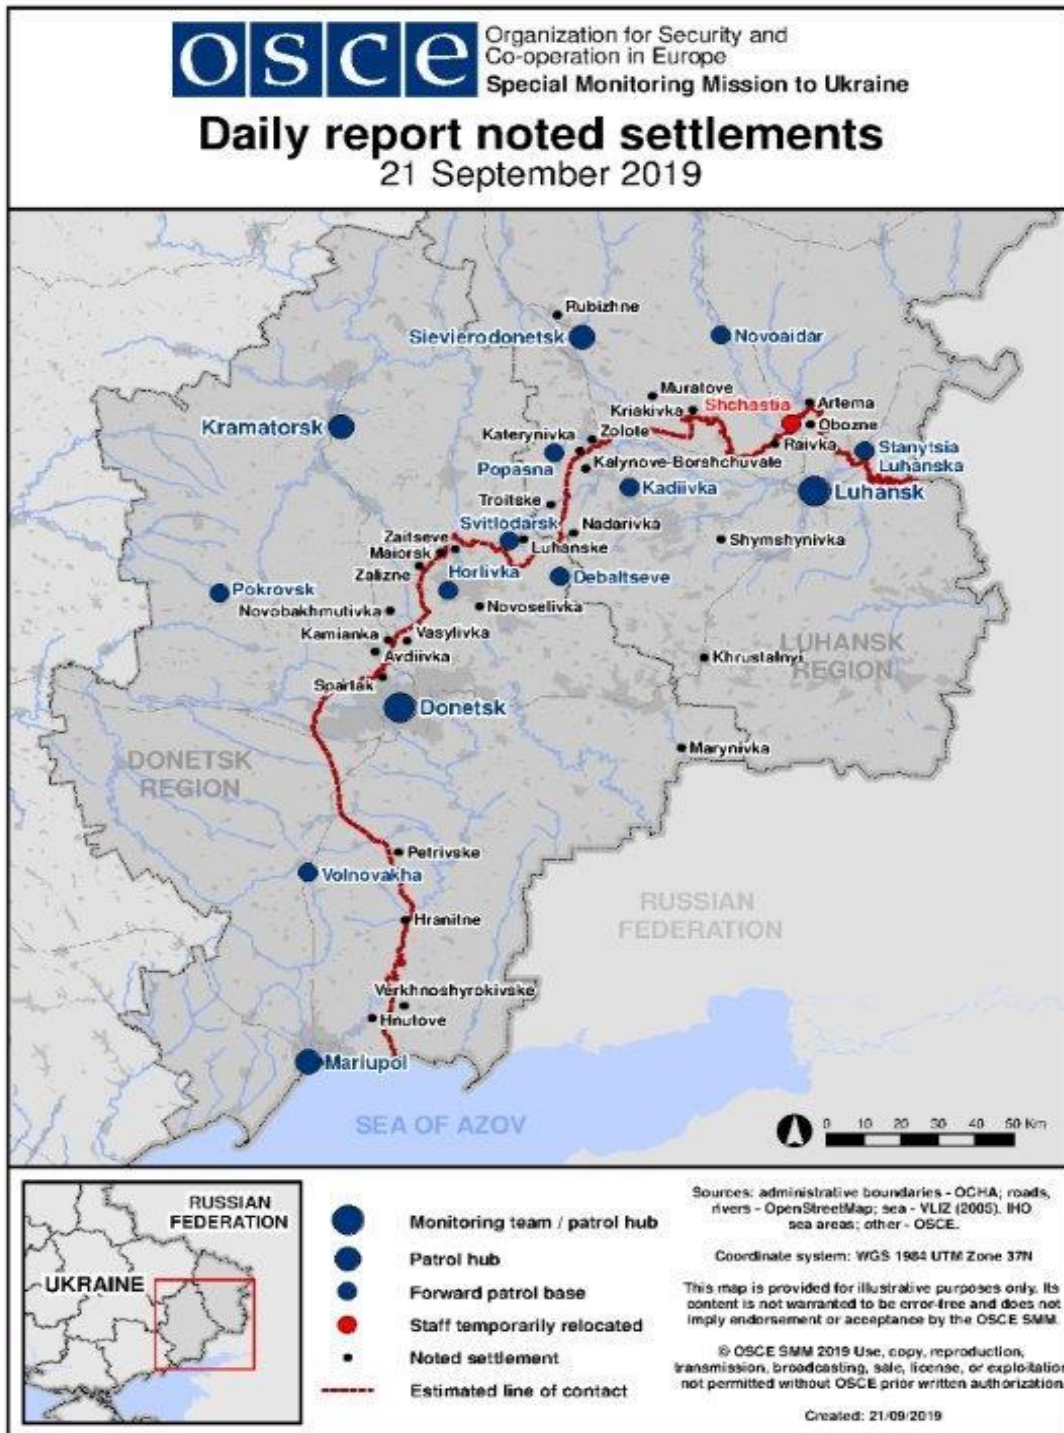 osce
Organization for Security and
Co-operation in Europe
Special Monitoring Mission to Ukraine
Daily report noted settlements
21 September 2019
Rubizhne
Sievierodonetsk
Novoaidar
Muratove
Kriakivka
Shchastia
Artema
Obozne
Kramatorsk
Katerynivka
Zolote
Raivka
Stanytsia
Luhanska
Popasna
Kalynove-Borshchuvate
Kadiivka
Luhansk
Troitske
Svitlodarsk
Nadarivka
Zaitseve
Luhanske
Shymshynivka
Maiorsk
Zalizne
Horlivka
Debaltseve
Pokrovsk
Novobakhmutivka
Novoselivka
Kamianka
Vasylivka
Avdiivka
LUHANSK
REGION
Khrustalnyi
Spartak
Donetsk
Marynivka
DONETSK
REGION
Petrivske
Volnovakha
Hranitne
RUSSIAN
FEDERATION
Verkhnoshyrokivske
Hnutove
Mariupol
SEA OF AZOV
0 10 20 30 40 50 Km
RUSSIAN
FEDERATION
UKRAINE
Monitoring team / patrol hub
Patrol hub
Forward patrol base
Staff temporarily relocated
Noted settlement
Estimated line of contact
Sources: administrative boundaries - OCHA; roads,
rivers - OpenStreetMap; sea - VLIZ (2005). IHO
sea areas; other - OSCE.
Coordinate system: WGS 1984 UTM Zone 37N
This map is provided for illustrative purposes only. Its
content is not warranted to be error-free and does not
imply endorsement or acceptance by the OSCE SMM.
© OSCE SMM 2019 Use, copy, reproduction,
transmission, broadcasting, sale, license, or exploitation
not permitted without OSCE prior written authorization
Created: 21/09/2019